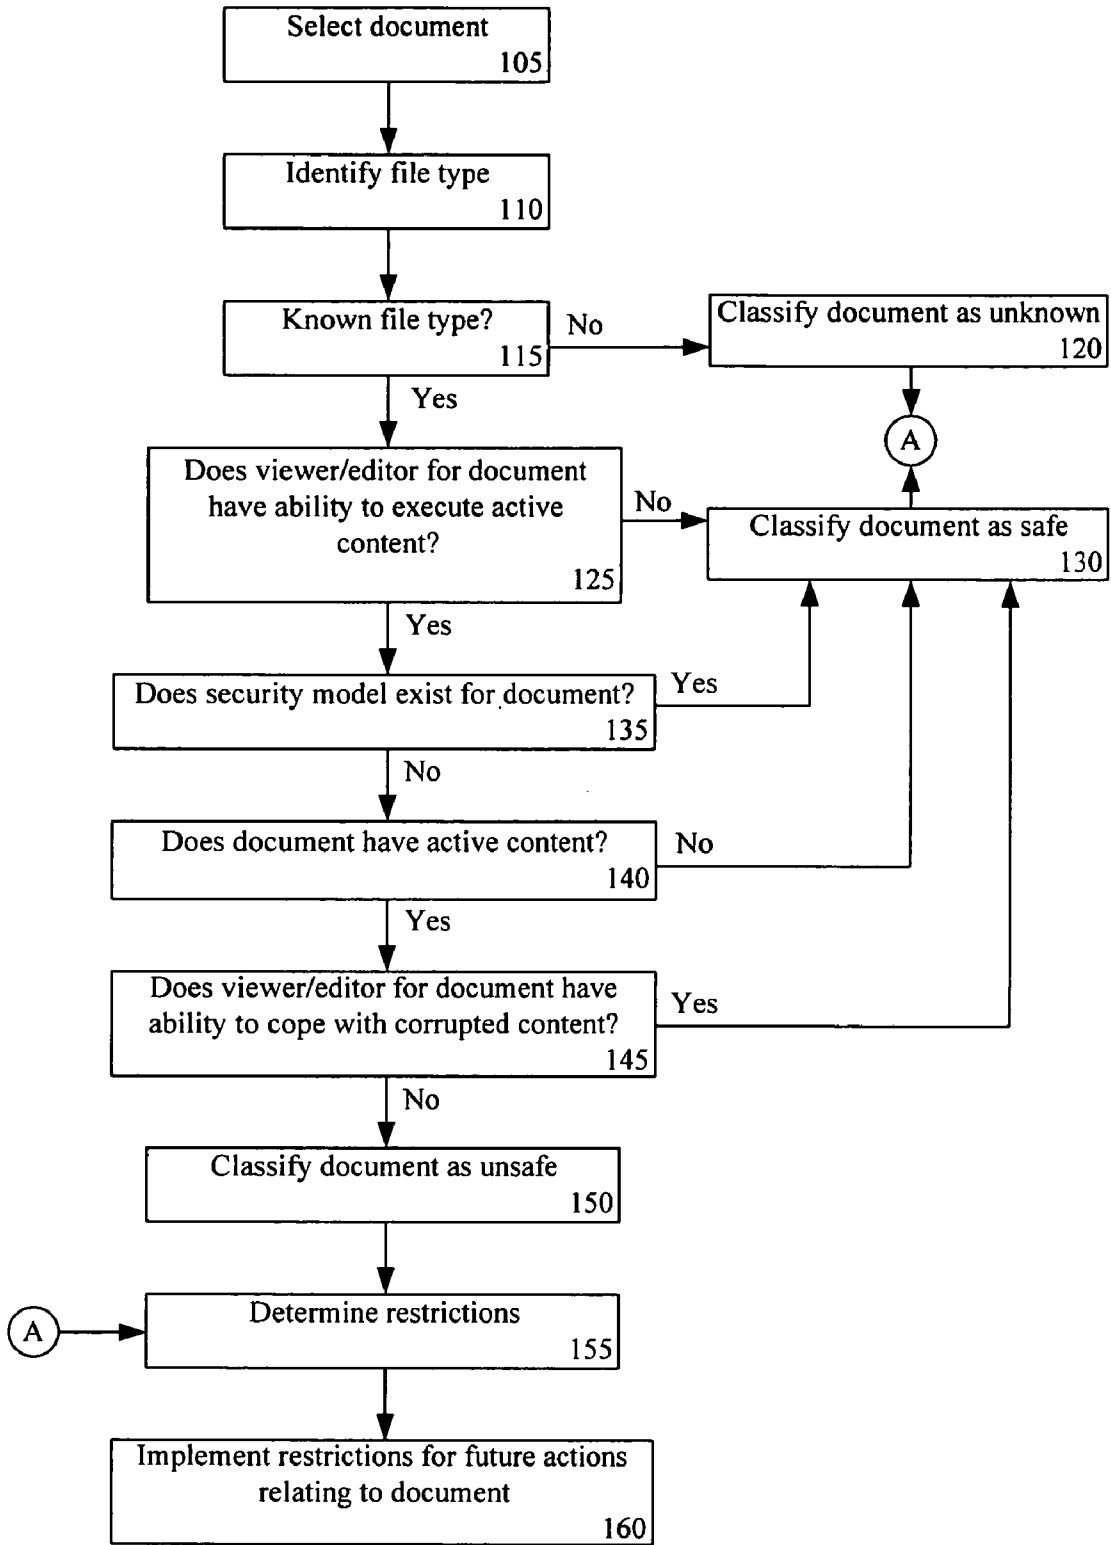 Select document
105
Identify file type
110
Known file type?
115
No
Classify document as unknown
120
Yes
A
Does viewer/editor for document
have ability to execute active
content?
125
No
Classify document as safe
130
Yes
Does security model exist for document?
135
Yes
No
Does document have active content?
140
No
Yes
Does viewer/editor for document have
ability to cope with corrupted content?
145
Yes
No
Classify document as unsafe
150
A
Determine restrictions
155
Implement restrictions for future actions
relating to document
160